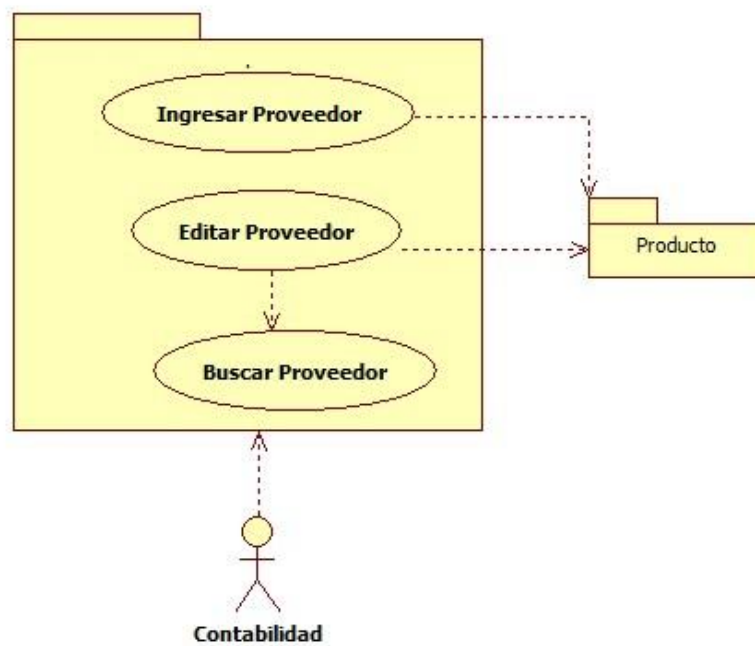 Ingresar Proveedor
Editar Proveedor
Producto
Buscar Proveedor
Contabilidad